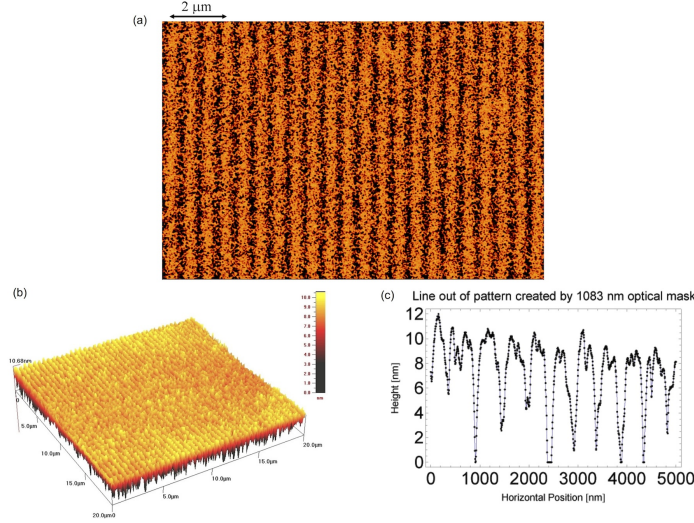 (a)
2 μm
(b)
10.0
9.0
8.0
7.0
6.0
5.0
4.0
3.0
2.0
1.0
0.0
nm
10.68nm
0
5.0μm
10.0μm
15.0μm
20.0μm
0
5.0μm
10.0μm
15.0μm
20.0μm
(c) Line out of pattern created by 1083 nm optical mask
Height [nm]
12
10
8
6
4
2
0
0 1000 2000 3000 4000 5000
Horizontal Position [nm]